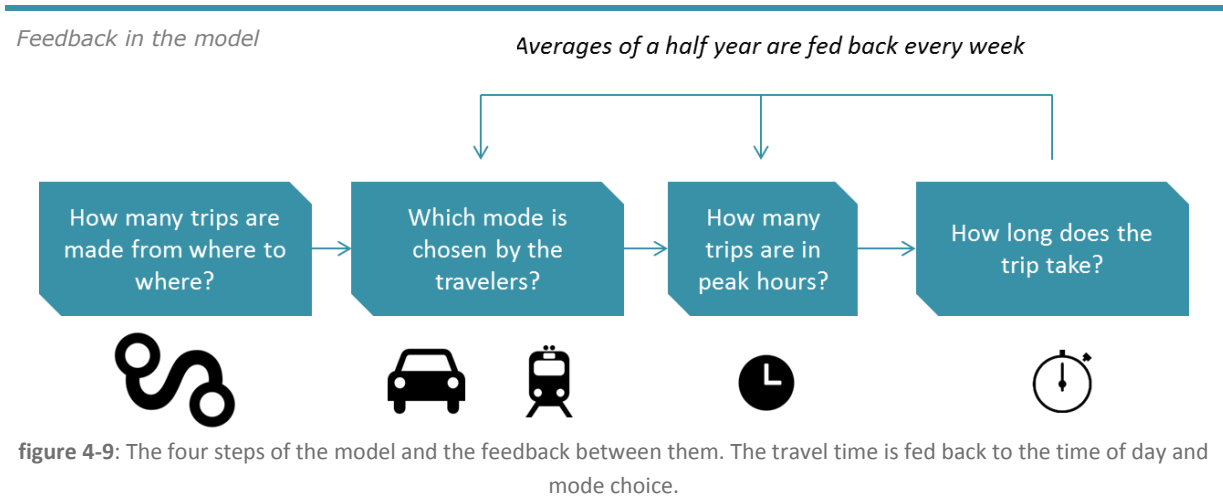 Feedback in the model
Averages of a half year are fed back every week
How many trips are
made from where to
where?
Which mode is
chosen by the
travelers?
How many
trips are in
peak hours?
How long does the
trip take?
figure 4-9: The four steps of the model and the feedback between them. The travel time is fed back to the time of day and
mode choice.